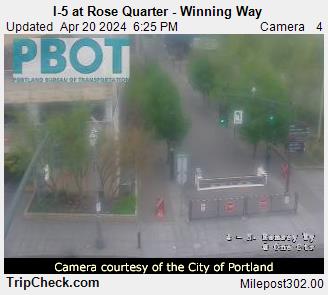 I-5 at Rose Quarter - Winning Way
Updated Apr 20 2024 6:25 PM Camera 4
PBOT
PORTLAND BUREAU OF TRANSPORTATION
Camera courtesy of the City of Portland
TripCheck.com Milepost302.00